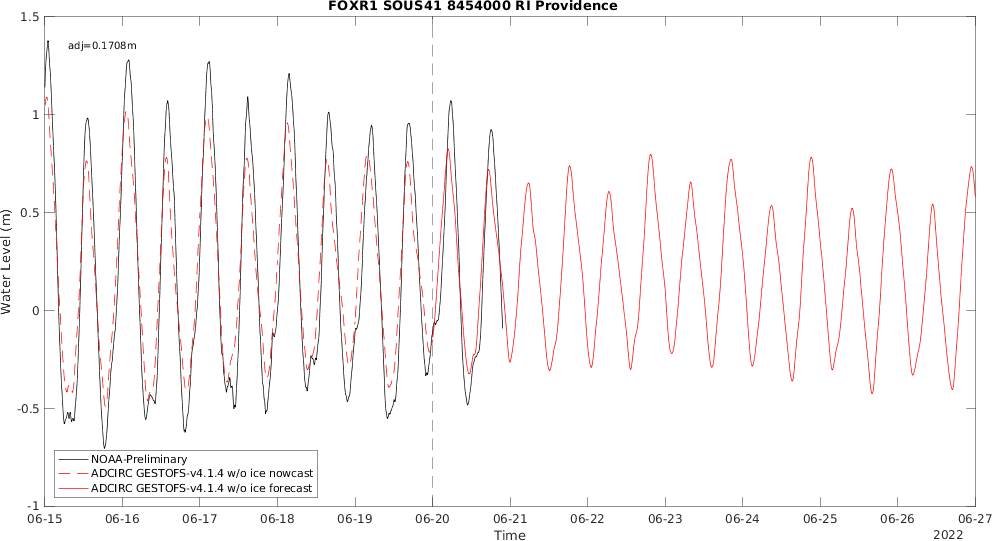 FOXR1 SOUS41 8454000 RI Providence
adj=0.1708m
1.5
1
0.5
0
-0.5
-1
Water Level (m)
NOAA-Preliminary
ADCIRC GESTOFS-v4.1.4 w/o ice nowcast
ADCIRC GESTOFS-v4.1.4 w/o ice forecast
06-15 06-16 06-17 06-18 06-19 06-20 06-21 06-22 06-23 06-24 06-25 06-26 06-27
Time
2022